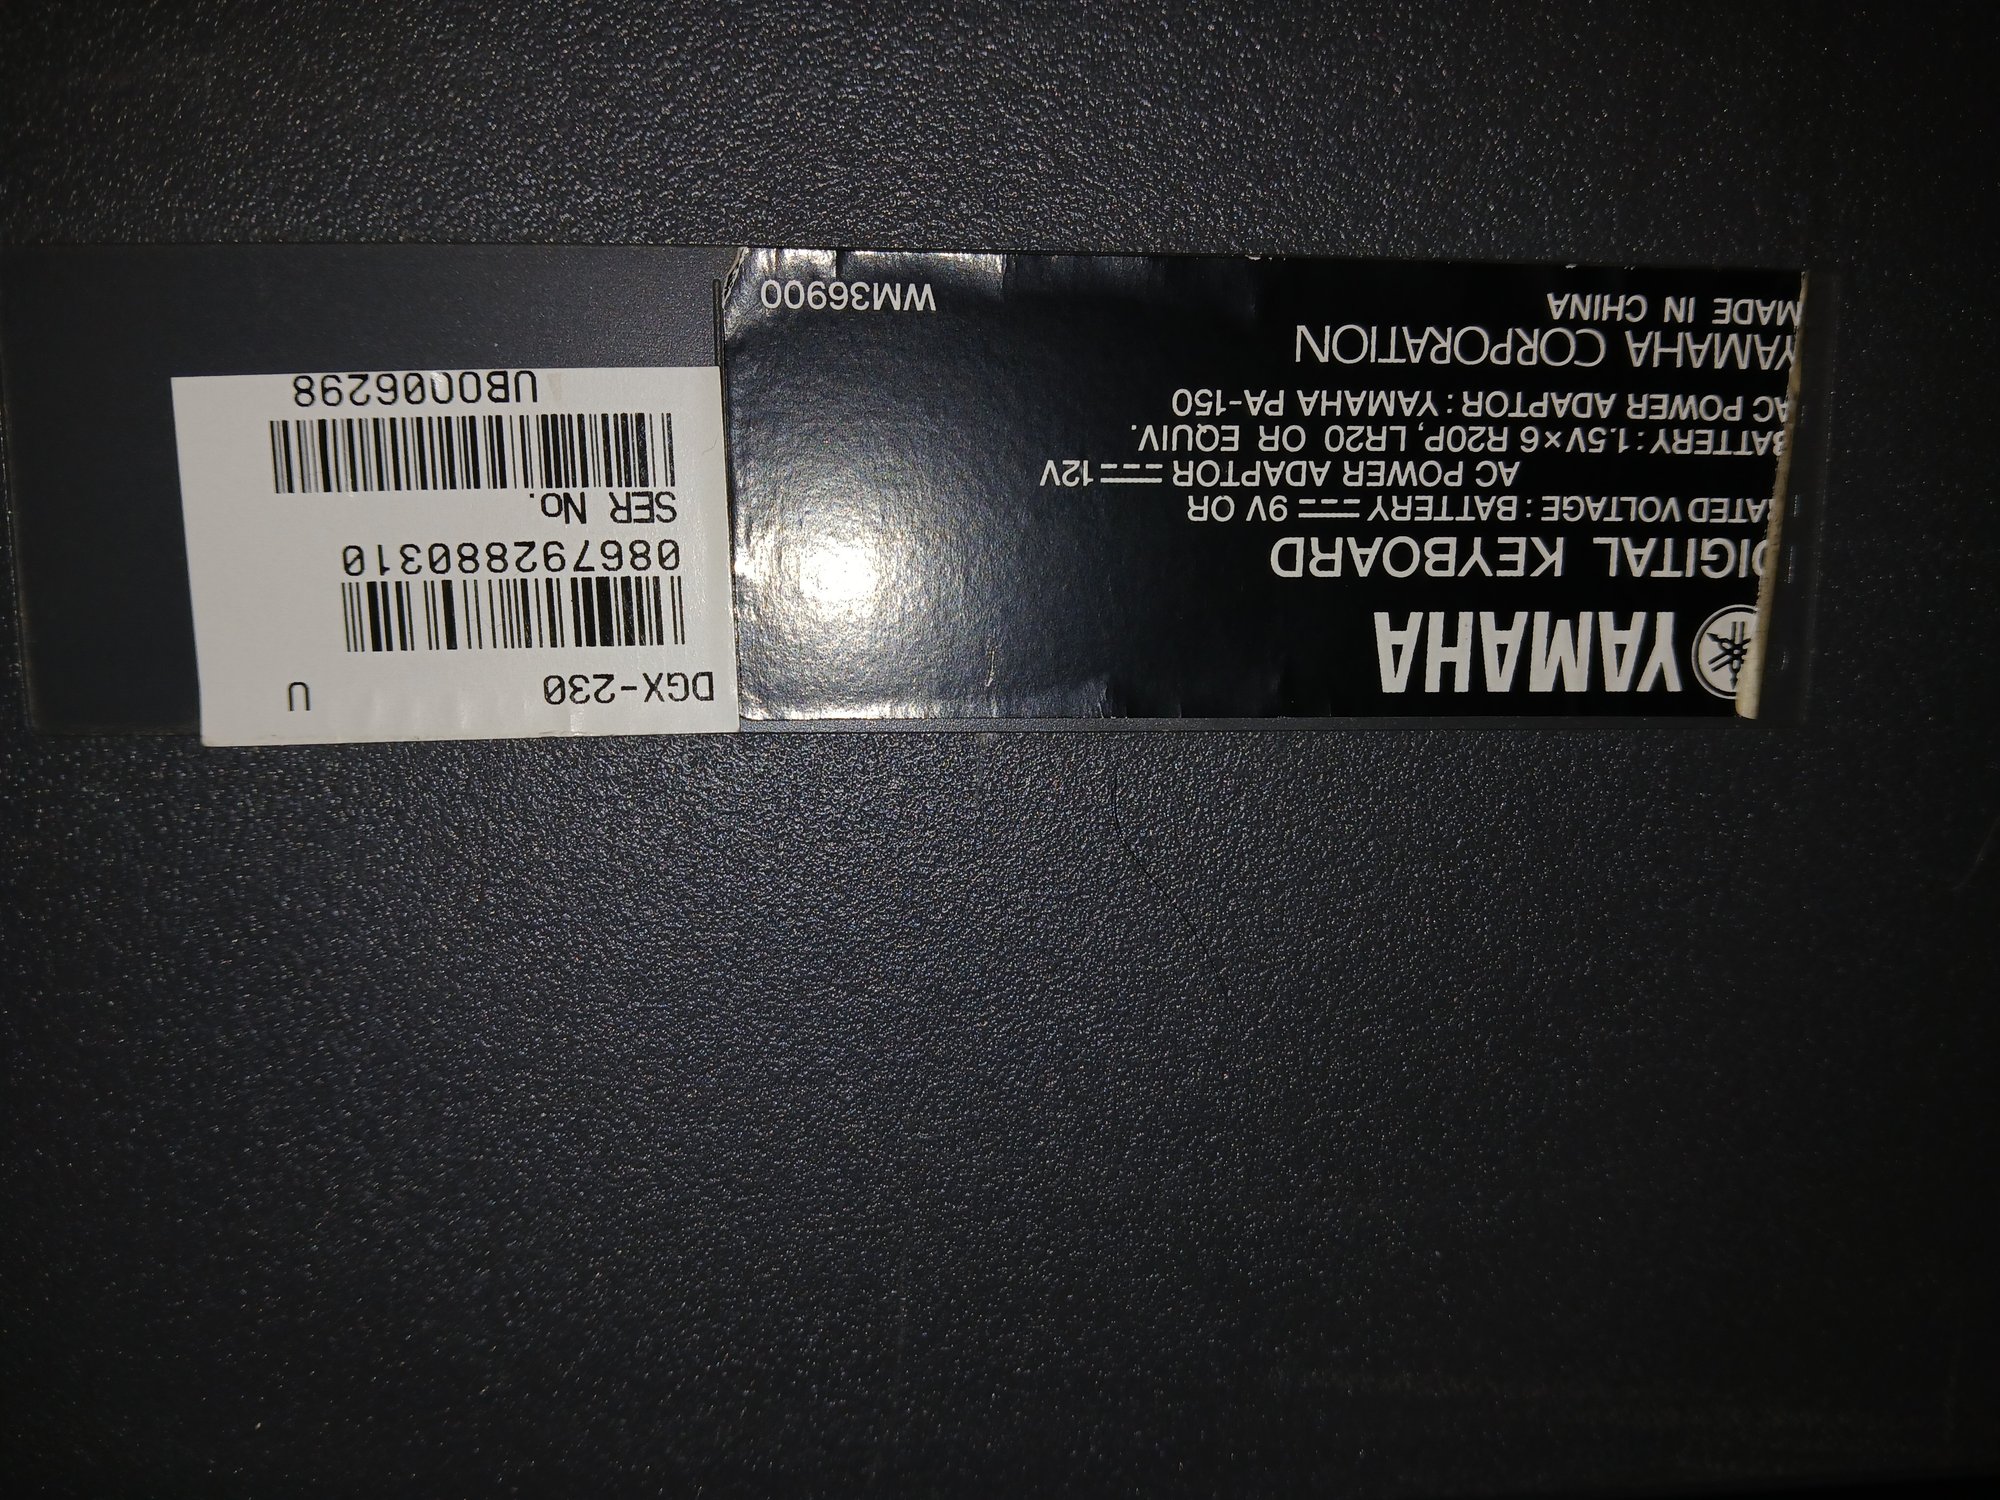 YAMAHA
DIGITAL KEYBOARD
RATED VOLTAGE : BATTERY 9V OR
AC POWER ADAPTOR 12V
BATTERY : 1.5V×6 R20P, LR20 OR EQUIV.
AC POWER ADAPTOR : YAMAHA PA-150
YAMAHA CORPORATION
MADE IN CHINA
WM36900
DGX-230 U
086792880310
SER No.
UBO006298